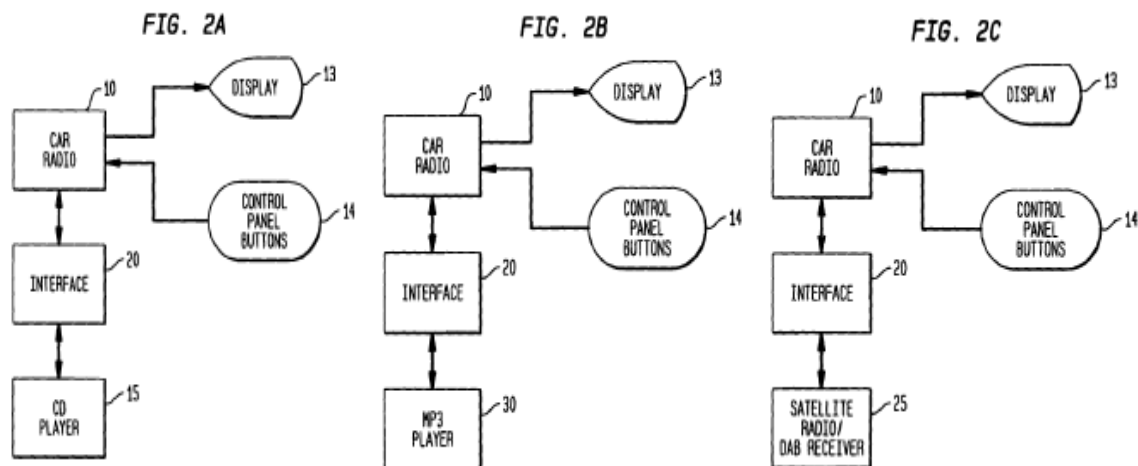 FIG. 2A
10
CAR
RADIO
DISPLAY
13
CONTROL
PANEL
BUTTONS
14
20
INTERFACE
CD
PLAYER
15
FIG. 2B
10
CAR
RADIO
DISPLAY
13
CONTROL
PANEL
BUTTONS
14
20
INTERFACE
MP3
PLAYER
30
FIG. 2C
10
CAR
RADIO
DISPLAY
13
CONTROL
PANEL
BUTTONS
14
20
INTERFACE
SATELLITE
RADIO/
DAB RECEIVER
25